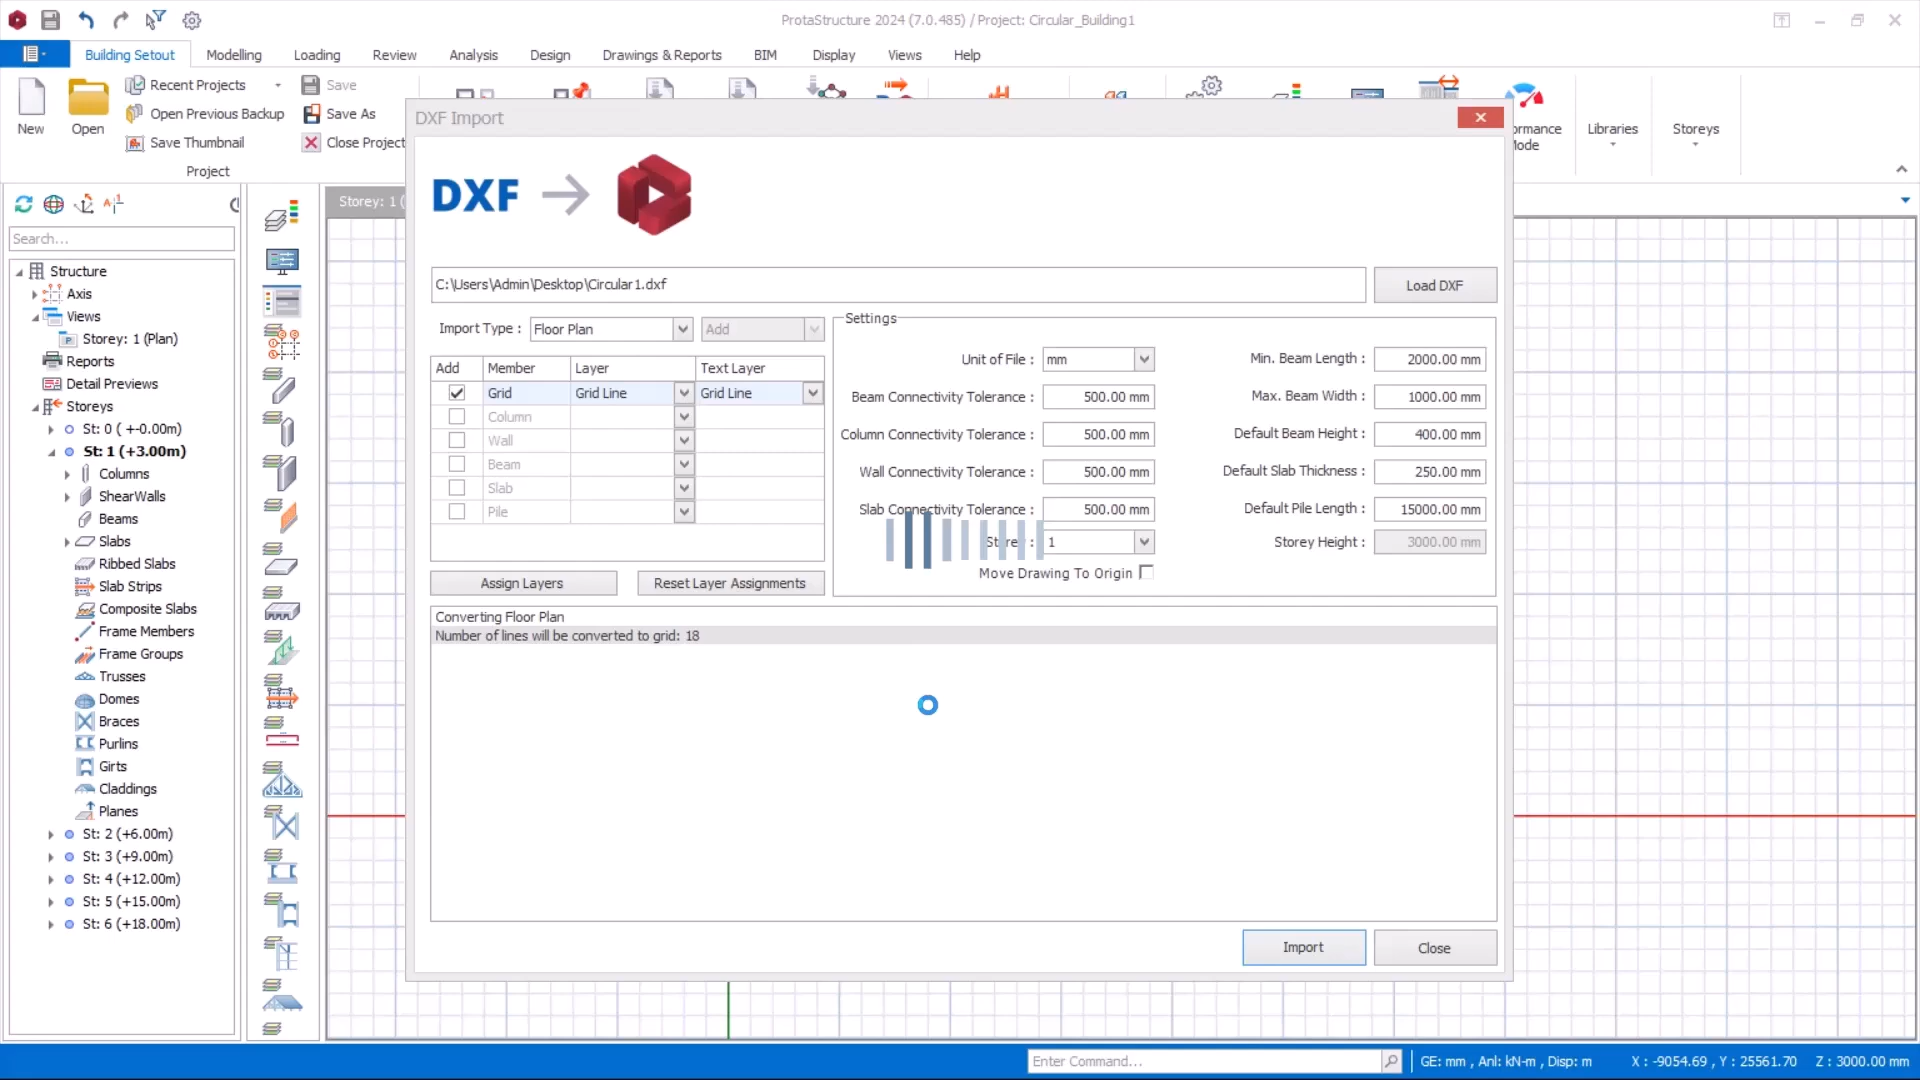 ProtaStructure 2024 (7.0.485) / Project: Circular_Building1
Building Setout Modelling Loading Review Analysis Design Drawings & Reports BIM Display Views Help
New
Open
Recent Projects
Open Previous Backup
Save Thumbnail
Save
Save As
Close Project
Project
Libraries
Storeys
Storey: 1 (
Search...
Structure
Axis
Views
Storey: 1 (Plan)
Reports
Detail Previews
Storeys
St: 0 ( +-0.00m)
St: 1 (+3.00m)
Columns
ShearWalls
Beams
Slabs
Ribbed Slabs
Slab Strips
Composite Slabs
Frame Members
Frame Groups
Trusses
Domes
Braces
Purlins
Girts
Claddings
Planes
St: 2 (+6.00m)
St: 3 (+9.00m)
St: 4 (+12.00m)
St: 5 (+15.00m)
St: 6 (+18.00m)
DXF Import
DXF
C:\Users\Admin\Desktop\Circular1.dxf
Load DXF
Import Type : Floor Plan Add
Add Member Layer Text Layer
Grid Grid Line Grid Line
Column
Wall
Beam
Slab
Pile
Assign Layers Reset Layer Assignments
Settings
Unit of File : mm Min. Beam Length : 2000.00 mm
Beam Connectivity Tolerance : 500.00 mm Max. Beam Width : 1000.00 mm
Column Connectivity Tolerance : 500.00 mm Default Beam Height : 400.00 mm
Wall Connectivity Tolerance : 500.00 mm Default Slab Thickness : 250.00 mm
Slab Connectivity Tolerance : 500.00 mm Default Pile Length : 15000.00 mm
Storey : 1 Storey Height : 3000.00 mm
Move Drawing To Origin
Converting Floor Plan
Number of lines will be converted to grid: 18
Import Close
Enter Command... GE: mm , Anl: kN-m , Disp: m X : -9054.69 , Y : 25561.70 Z : 3000.00 mm